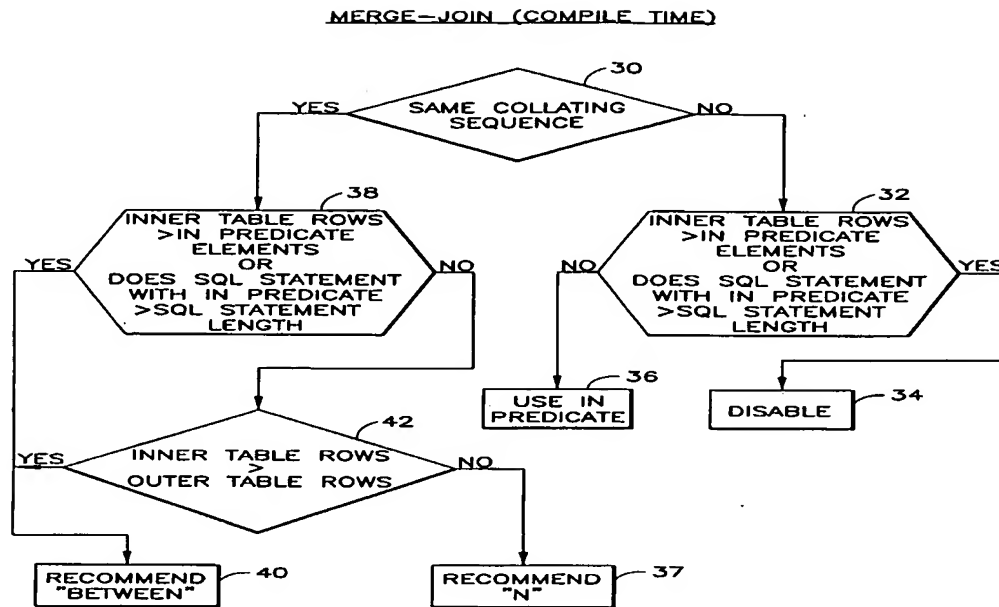 MERGE-JOIN (COMPILE TIME)
30
YES
SAME COLLATING
SEQUENCE
NO
38
INNER TABLE ROWS
>IN PREDICATE
ELEMENTS
OR
DOES SQL STATEMENT
WITH IN PREDICATE
>SQL STATEMENT
LENGTH
YES
NO
32
INNER TABLE ROWS
>IN PREDICATE
ELEMENTS
OR
DOES SQL STATEMENT
WITH IN PREDICATE
>SQL STATEMENT
LENGTH
NO
YES
36
USE IN
PREDICATE
34
DISABLE
42
YES
INNER TABLE ROWS
>
OUTER TABLE ROWS
NO
RECOMMEND
"BETWEEN"
40
RECOMMEND
"N"
37